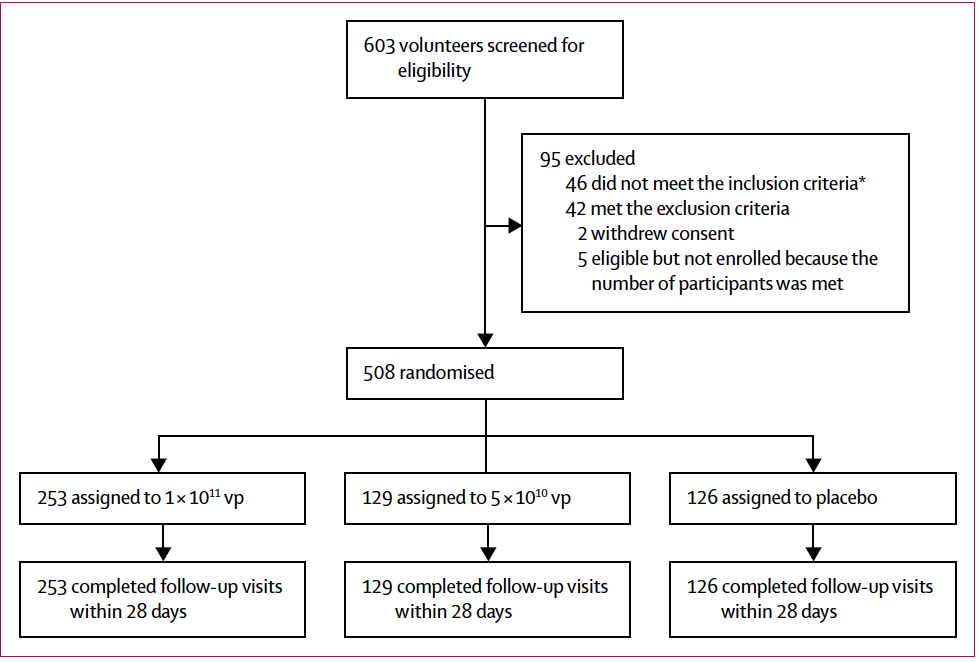 603 volunteers screened for
eligibility
95 excluded
46 did not meet the inclusion criteria*
42 met the exclusion criteria
2 withdrew consent
5 eligible but not enrolled because the
number of participants was met
508 randomised
253 assigned to 1 × 10¹¹ vp
129 assigned to 5 × 10¹⁰ vp
126 assigned to placebo
253 completed follow-up visits
within 28 days
129 completed follow-up visits
within 28 days
126 completed follow-up visits
within 28 days